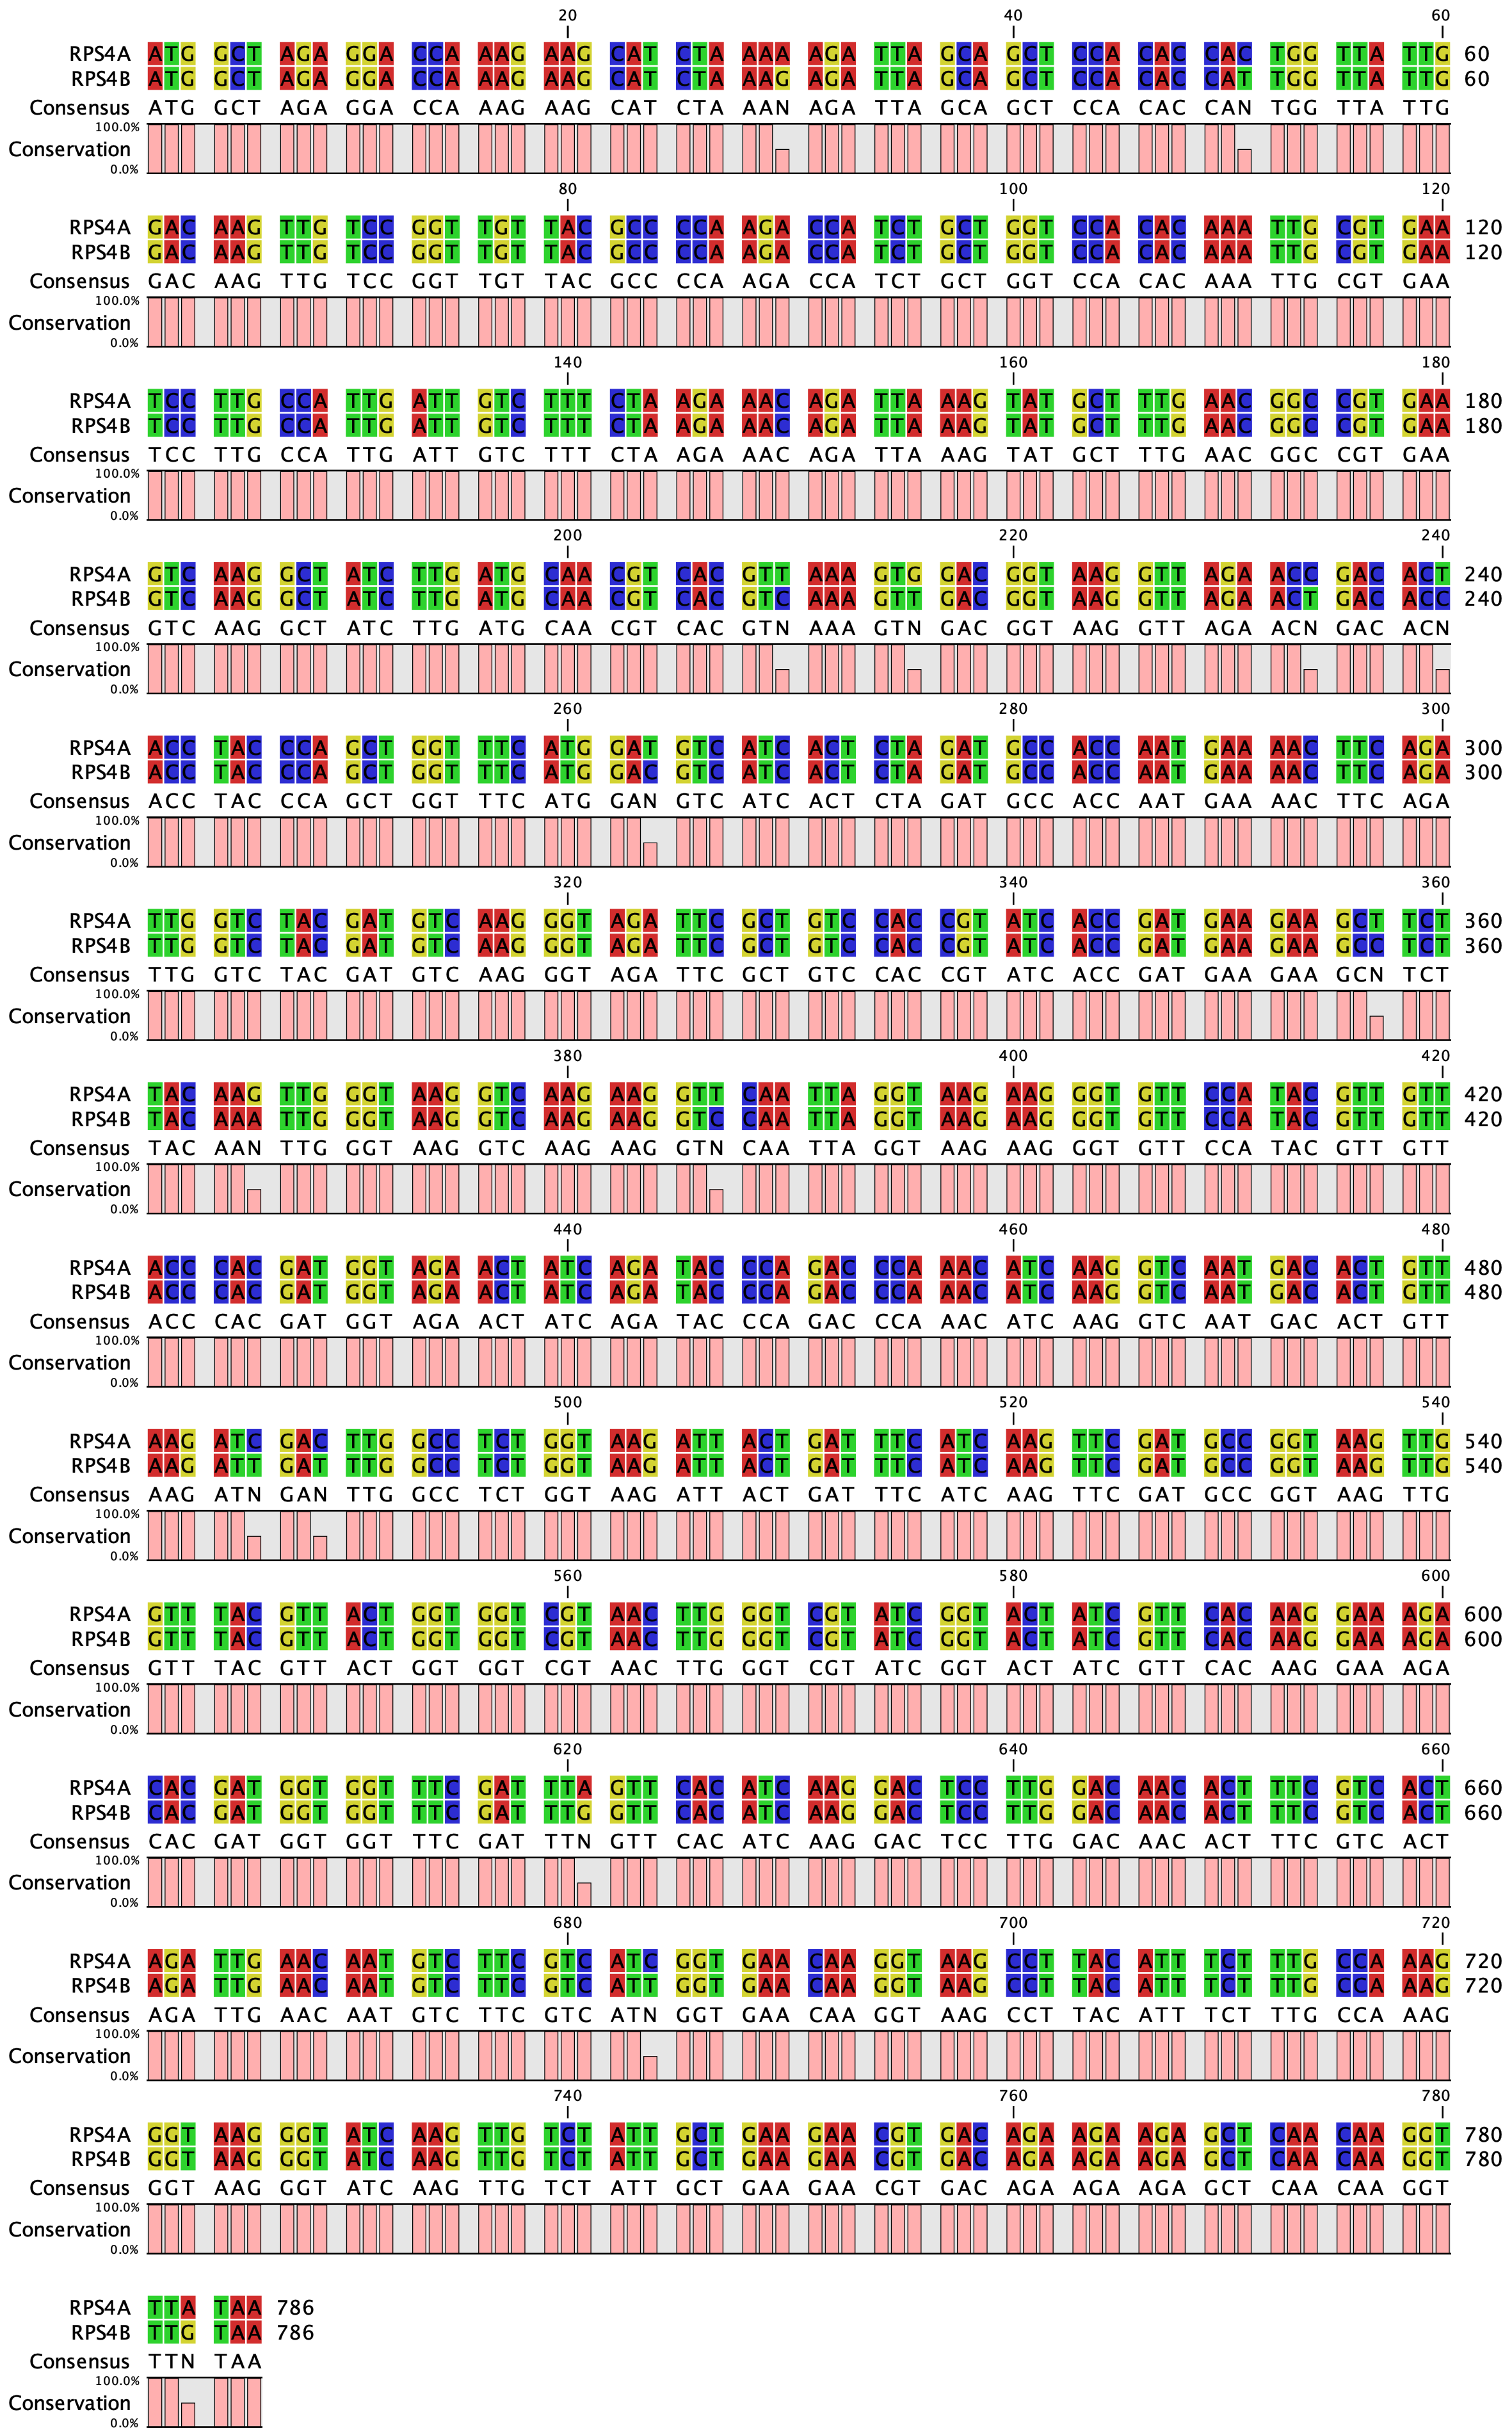 20 40 60
RPS4A ATG GCT AGA GGA CCA AAG AAG CAT CTA AAA AGA TTA GCA GCT CCA CAC CAC TGG TTA TTG 60
RPS4B ATG GCT AGA GGA CCA AAG AAG CAT CTA AAG AGA TTA GCA GCT CCA CAC CAT TGG TTA TTG 60
Consensus ATG GCT AGA GGA CCA AAG AAG CAT CTA AAN AGA TTA GCA GCT CCA CAC CAN TGG TTA TTG
100.0%
Conservation
0.0%
80 100 120
RPS4A GAC AAG TTG TCC GGT TGT TAC GCC CCA AGA CCA TCT GCT GGT CCA CAC AAA TTG CGT GAA 120
RPS4B GAC AAG TTG TCC GGT TGT TAC GCC CCA AGA CCA TCT GCT GGT CCA CAC AAA TTG CGT GAA 120
Consensus GAC AAG TTG TCC GGT TGT TAC GCC CCA AGA CCA TCT GCT GGT CCA CAC AAA TTG CGT GAA
100.0%
Conservation
0.0%
140 160 180
RPS4A TCC TTG CCA TTG ATT GTC TTT CTA AGA AAC AGA TTA AAG TAT GCT TTG AAC GGC CGT GAA 180
RPS4B TCC TTG CCA TTG ATT GTC TTT CTA AGA AAC AGA TTA AAG TAT GCT TTG AAC GGC CGT GAA 180
Consensus TCC TTG CCA TTG ATT GTC TTT CTA AGA AAC AGA TTA AAG TAT GCT TTG AAC GGC CGT GAA
100.0%
Conservation
0.0%
200 220 240
RPS4A GTC AAG GCT ATC TTG ATG CAA CGT CAC GTT AAA GTG GAC GGT AAG GTT AGA ACC GAC ACT 240
RPS4B GTC AAG GCT ATC TTG ATG CAA CGT CAC GTC AAA GTT GAC GGT AAG GTT AGA ACT GAC ACC 240
Consensus GTC AAG GCT ATC TTG ATG CAA CGT CAC GTN AAA GTN GAC GGT AAG GTT AGA ACN GAC ACN
100.0%
Conservation
0.0%
260 280 300
RPS4A ACC TAC CCA GCT GGT TTC ATG GAT GTC ATC ACT CTA GAT GCC ACC AAT GAA AAC TTC AGA 300
RPS4B ACC TAC CCA GCT GGT TTC ATG GAC GTC ATC ACT CTA GAT GCC ACC AAT GAA AAC TTC AGA 300
Consensus ACC TAC CCA GCT GGT TTC ATG GAN GTC ATC ACT CTA GAT GCC ACC AAT GAA AAC TTC AGA
100.0%
Conservation
0.0%
320 340 360
RPS4A TTG GTC TAC GAT GTC AAG GGT AGA TTC GCT GTC CAC CGT ATC ACC GAT GAA GAA GCT TCT 360
RPS4B TTG GTC TAC GAT GTC AAG GGT AGA TTC GCT GTC CAC CGT ATC ACC GAT GAA GAA GCC TCT 360
Consensus TTG GTC TAC GAT GTC AAG GGT AGA TTC GCT GTC CAC CGT ATC ACC GAT GAA GAA GCN TCT
100.0%
Conservation
0.0%
380 400 420
RPS4A TAC AAG TTG GGT AAG GTC AAG AAG GTT CAA TTA GGT AAG AAG GGT GTT CCA TAC GTT GTT 420
RPS4B TAC AAA TTG GGT AAG GTC AAG AAG GTC CAA TTA GGT AAG AAG GGT GTT CCA TAC GTT GTT 420
Consensus TAC AAN TTG GGT AAG GTC AAG AAG GTN CAA TTA GGT AAG AAG GGT GTT CCA TAC GTT GTT
100.0%
Conservation
0.0%
440 460 480
RPS4A ACC CAC GAT GGT AGA ACT ATC AGA TAC CCA GAC CCA AAC ATC AAG GTC AAT GAC ACT GTT 480
RPS4B ACC CAC GAT GGT AGA ACT ATC AGA TAC CCA GAC CCA AAC ATC AAG GTC AAT GAC ACT GTT 480
Consensus ACC CAC GAT GGT AGA ACT ATC AGA TAC CCA GAC CCA AAC ATC AAG GTC AAT GAC ACT GTT
100.0%
Conservation
0.0%
500 520 540
RPS4A AAG ATC GAC TTG GCC TCT GGT AAG ATT ACT GAT TTC ATC AAG TTC GAT GCC GGT AAG TTG 540
RPS4B AAG ATT GAT TTG GCC TCT GGT AAG ATT ACT GAT TTC ATC AAG TTC GAT GCC GGT AAG TTG 540
Consensus AAG ATN GAN TTG GCC TCT GGT AAG ATT ACT GAT TTC ATC AAG TTC GAT GCC GGT AAG TTG
100.0%
Conservation
0.0%
560 580 600
RPS4A GTT TAC GTT ACT GGT GGT CGT AAC TTG GGT CGT ATC GGT ACT ATC GTT CAC AAG GAA AGA 600
RPS4B GTT TAC GTT ACT GGT GGT CGT AAC TTG GGT CGT ATC GGT ACT ATC GTT CAC AAG GAA AGA 600
Consensus GTT TAC GTT ACT GGT GGT CGT AAC TTG GGT CGT ATC GGT ACT ATC GTT CAC AAG GAA AGA
100.0%
Conservation
0.0%
620 640 660
RPS4A CAC GAT GGT GGT TTC GAT TTA GTT CAC ATC AAG GAC TCC TTG GAC AAC ACT TTC GTC ACT 660
RPS4B CAC GAT GGT GGT TTC GAT TTG GTT CAC ATC AAG GAC TCC TTG GAC AAC ACT TTC GTC ACT 660
Consensus CAC GAT GGT GGT TTC GAT TTN GTT CAC ATC AAG GAC TCC TTG GAC AAC ACT TTC GTC ACT
100.0%
Conservation
0.0%
680 700 720
RPS4A AGA TTG AAC AAT GTC TTC GTC ATC GGT GAA CAA GGT AAG CCT TAC ATT TCT TTG CCA AAG 720
RPS4B AGA TTG AAC AAT GTC TTC GTC ATT GGT GAA CAA GGT AAG CCT TAC ATT TCT TTG CCA AAG 720
Consensus AGA TTG AAC AAT GTC TTC GTC ATN GGT GAA CAA GGT AAG CCT TAC ATT TCT TTG CCA AAG
100.0%
Conservation
0.0%
740 760 780
RPS4A GGT AAG GGT ATC AAG TTG TCT ATT GCT GAA GAA CGT GAC AGA AGA AGA GCT CAA CAA GGT 780
RPS4B GGT AAG GGT ATC AAG TTG TCT ATT GCT GAA GAA CGT GAC AGA AGA AGA GCT CAA CAA GGT 780
Consensus GGT AAG GGT ATC AAG TTG TCT ATT GCT GAA GAA CGT GAC AGA AGA AGA GCT CAA CAA GGT
100.0%
Conservation
0.0%
RPS4A TTA TAA 786
RPS4B TTG TAA 786
Consensus TTN TAA
100.0%
Conservation
0.0%